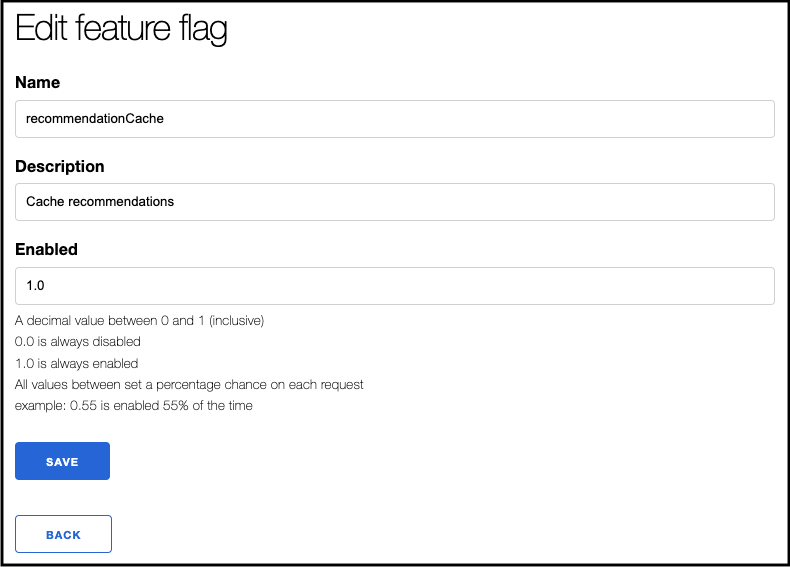 Edit feature flag
Name
recommendationCache
Description
Cache recommendations
Enabled
1.0
A decimal value between 0 and 1 (inclusive)
0.0 is always disabled
1.0 is always enabled
All values between set a percentage chance on each request
example: 0.55 is enabled 55% of the time
SAVE
BACK